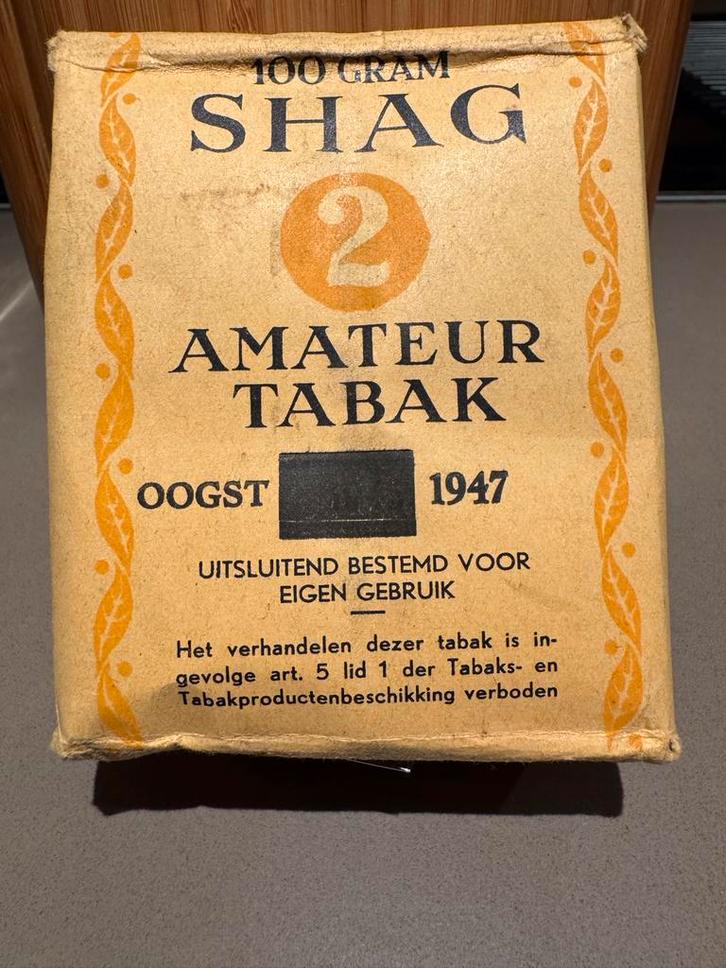 100 GRAM
SHAG
2
AMATEUR
TABAK
OOGST 1947
UITSLUITEND BESTEMD VOOR
EIGEN GEBRUIK
Het verhandelen dezer tabak is in-
gevolge art. 5 lid 1 der Tabaks- en
Tabakproductenbeschikking verboden